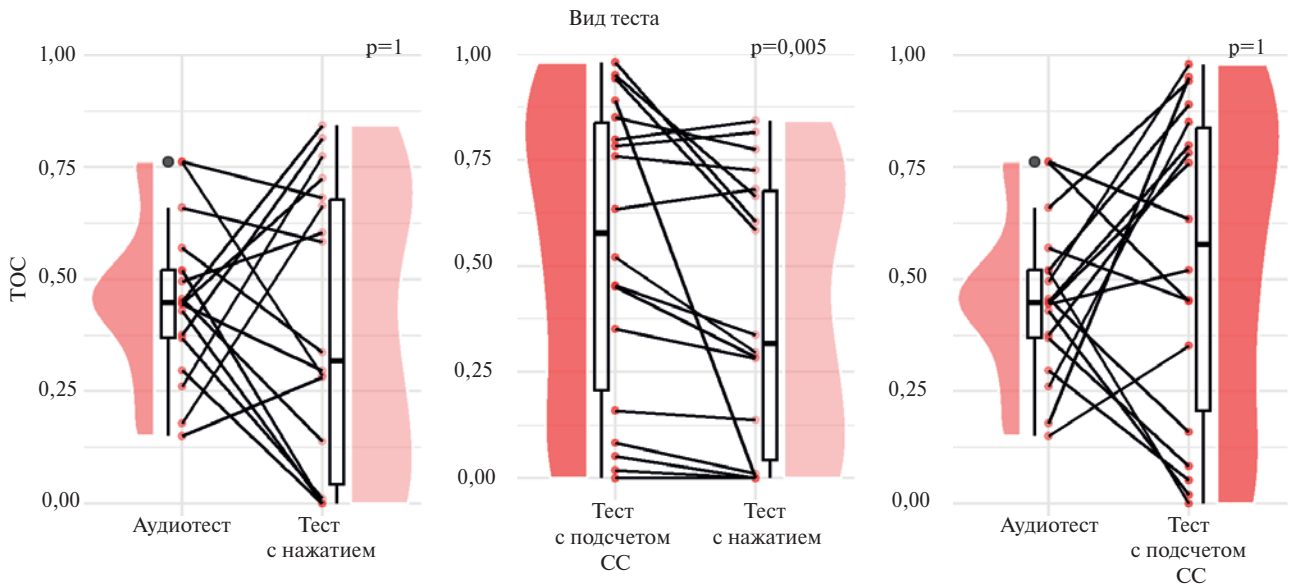 Вид теста
ТОС
1,00
0,75
0,50
0,25
0,00
p=1
Аудиотест
Тест
с нажатием
1,00
0,75
0,50
0,25
0,00
p=0,005
Тест
с подсчетом
СС
Тест
с нажатием
1,00
0,75
0,50
0,25
0,00
p=1
Аудиотест
Тест
с подсчетом
СС